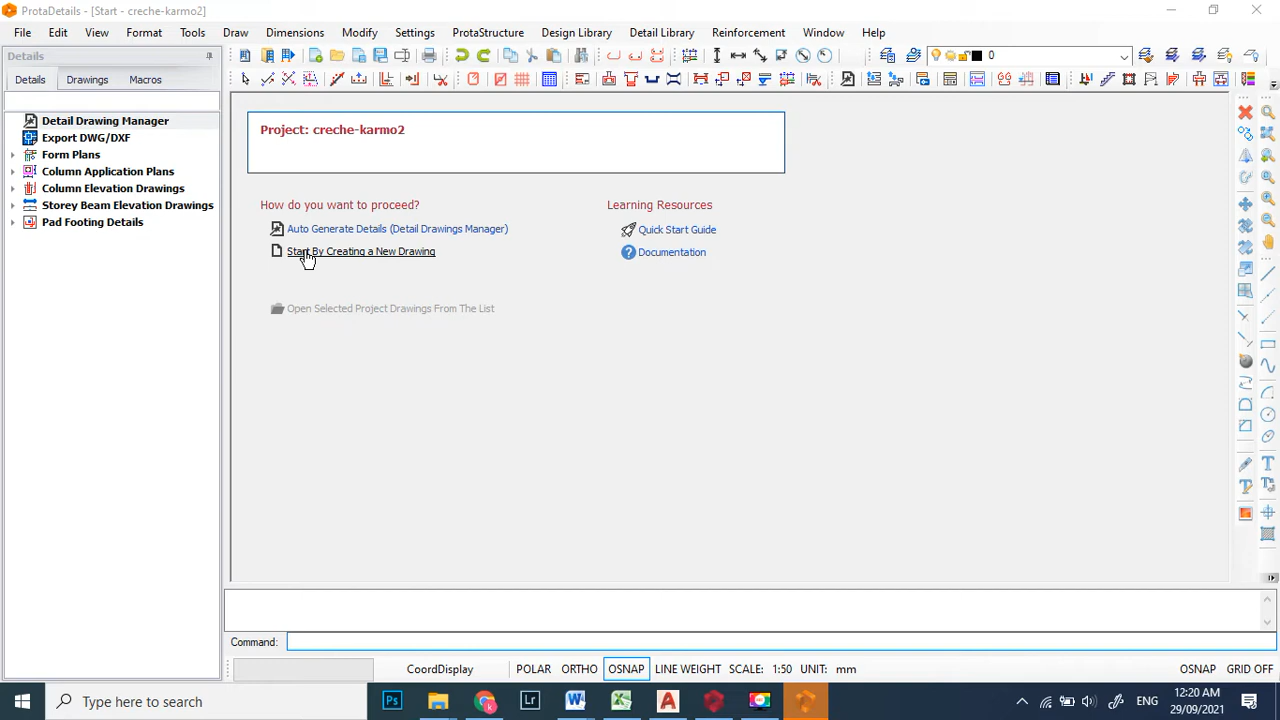 ProtaDetails - [Start - creche-karmo2]
File Edit View Format Tools Draw Dimensions Modify Settings ProtaStructure Design Library Detail Library Reinforcement Window Help
Details
0
Details Drawings Macros
Detail Drawing Manager
Export DWG/DXF
Form Plans
Column Application Plans
Column Elevation Drawings
Storey Beam Elevation Drawings
Pad Footing Details
Project: creche-karmo2
How do you want to proceed?
Auto Generate Details (Detail Drawings Manager)
Start By Creating a New Drawing
Open Selected Project Drawings From The List
Learning Resources
Quick Start Guide
Documentation
Command:
CoordDisplay POLAR ORTHO OSNAP LINE WEIGHT SCALE: 1:50 UNIT: mm OSNAP GRID OFF
Type here to search
ENG
12:20 AM
29/09/2021